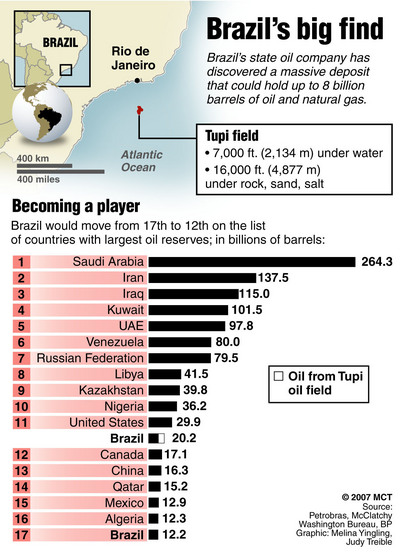 Brazil's big find
Brazil's state oil company has
discovered a massive deposit
that could hold up to 8 billion
barrels of oil and natural gas.
BRAZIL
Rio de
Janeiro
Atlantic
Ocean
400 km
400 miles
Tupi field
• 7,000 ft. (2,134 m) under water
• 16,000 ft. (4,877 m)
under rock, sand, salt
Becoming a player
Brazil would move from 17th to 12th on the list
of countries with largest oil reserves; in billions of barrels:
1 Saudi Arabia 264.3
2 Iran 137.5
3 Iraq 115.0
4 Kuwait 101.5
5 UAE 97.8
6 Venezuela 80.0
7 Russian Federation 79.5
8 Libya 41.5
9 Kazakhstan 39.8
10 Nigeria 36.2
11 United States 29.9
Brazil 20.2
12 Canada 17.1
13 China 16.3
14 Qatar 15.2
15 Mexico 12.9
16 Algeria 12.3
17 Brazil 12.2
Oil from Tupi
oil field
© 2007 MCT
Source:
Petrobras, McClatchy
Washington Bureau, BP
Graphic: Melina Yingling,
Judy Treible